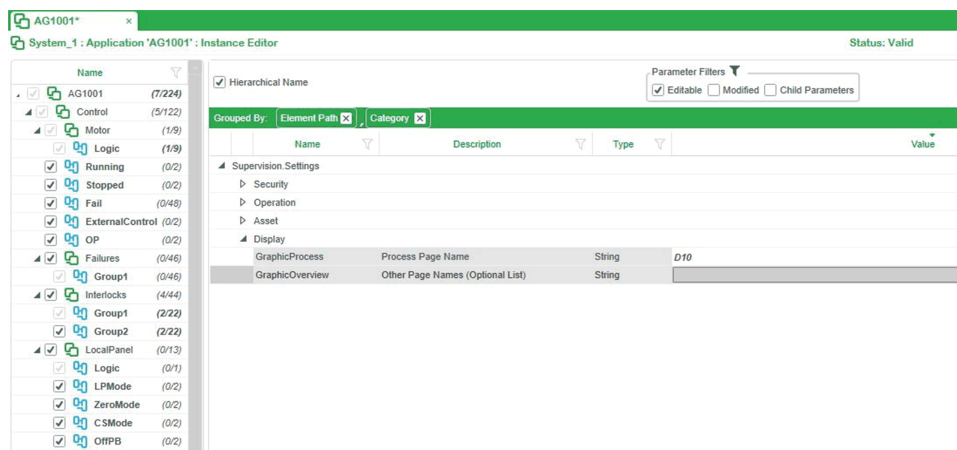 AG1001* ×
System_1 : Application 'AG1001' : Instance Editor Status: Valid
Name
AG1001 (7/224)
Control (5/122)
Motor (1/9)
Logic (1/9)
Running (0/2)
Stopped (0/2)
Fail (0/48)
ExternalControl (0/2)
OP (0/2)
Failures (0/46)
Group1 (0/46)
Interlocks (4/44)
Group1 (2/22)
Group2 (2/22)
LocalPanel (0/13)
Logic (0/1)
LPMode (0/2)
ZeroMode (0/2)
CSMode (0/2)
OffPB (0/2)
Hierarchical Name
Parameter Filters
Editable Modified Child Parameters
Grouped By: Element Path Category
Name Description Type Value
Supervision.Settings
Security
Operation
Asset
Display
GraphicProcess Process Page Name String D10
GraphicOverview Other Page Names (Optional List) String